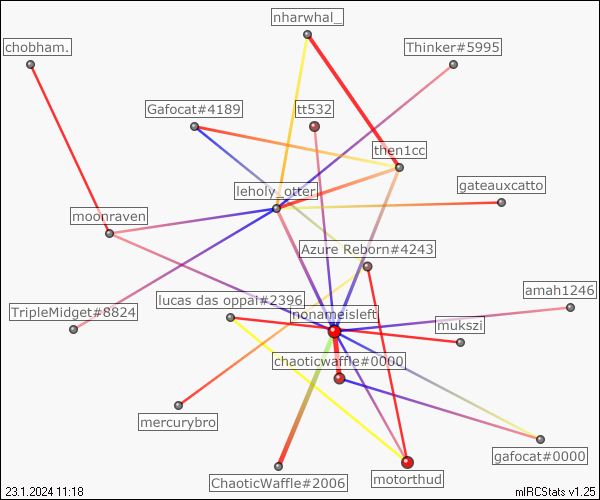 nharwhal_
chobham.
Thinker#5995
Gafocat#4189
tt532
then1cc
leholy_otter
gateauxcatto
moonraven
Azure Reborn#4243
amah1246
lucas das oppai#2396
TripleMidget#8824
nonameisleft
mukszi
chaoticwaffle#0000
mercurybro
gafocat#0000
ChaoticWaffle#2006
motorthud
23.1.2024 11:18
mIRCStats v1.25